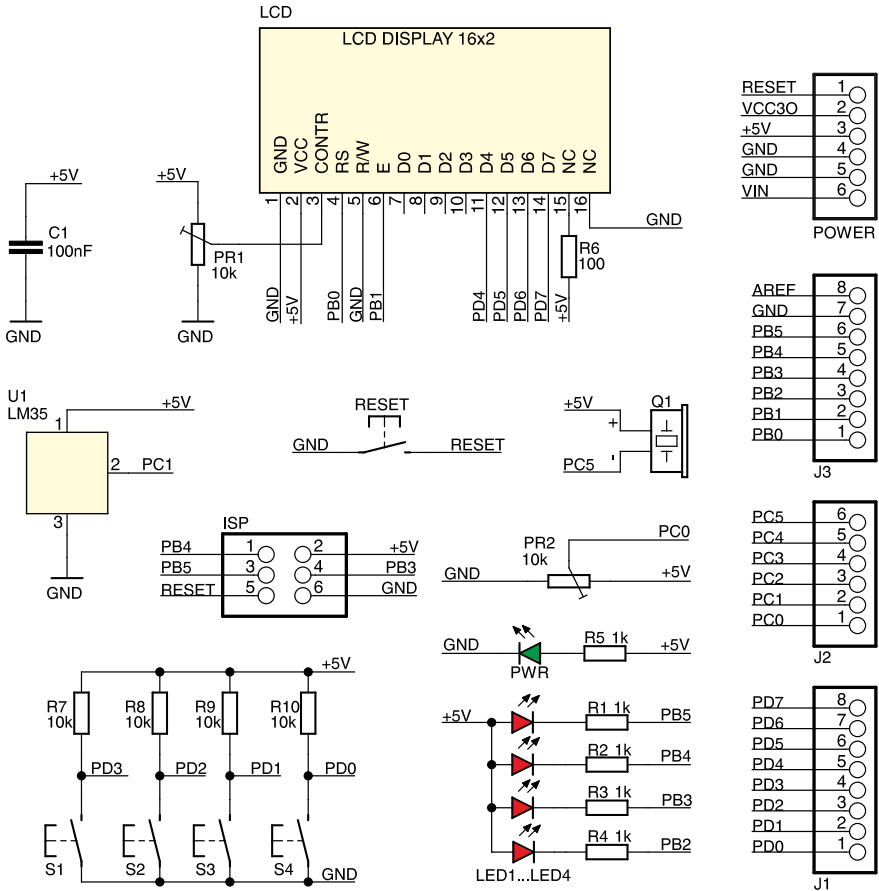 LCD
LCD DISPLAY 16x2
GND VCC CONTR RS R/W E D0 D1 D2 D3 D4 D5 D6 D7 NC NC
1 2 3 4 5 6 7 8 9 10 11 12 13 14 15 16
GND
R6
100
GND +5V PB0 GND PB1 PD4 PD5 PD6 PD7 +5V
+5V
C1
100nF
GND
+5V
PR1
10k
GND
RESET 1
VCC3O 2
+5V 3
GND 4
GND 5
VIN 6
POWER
AREF 8
GND 7
PB5 6
PB4 5
PB3 4
PB2 3
PB1 2
PB0 1
J3
U1
LM35
+5V
1
2 PC1
3
GND
RESET
GND RESET
+5V Q1
+
-
PC5
ISP
PB4 1 2 +5V
PB5 3 4 PB3
RESET 5 6 GND
PC0
PR2
10k
GND +5V
GND R5 1k +5V
PWR
PC5 6
PC4 5
PC3 4
PC2 3
PC1 2
PC0 1
J2
+5V
R7 10k R8 10k R9 10k R10 10k
PD3 PD2 PD1 PD0
S1 S2 S3 S4
GND
+5V R1 1k PB5
R2 1k PB4
R3 1k PB3
R4 1k PB2
LED1...LED4
PD7 8
PD6 7
PD5 6
PD4 5
PD3 4
PD2 3
PD1 2
PD0 1
J1